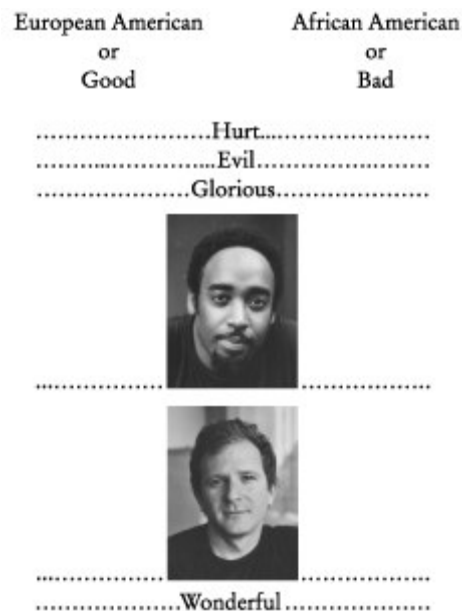 European American African American
or or
Good Bad
........................Hurt........................
........................Evil........................
.....................Glorious.....................
.................. ..................
.................. ..................
....................Wonderful....................